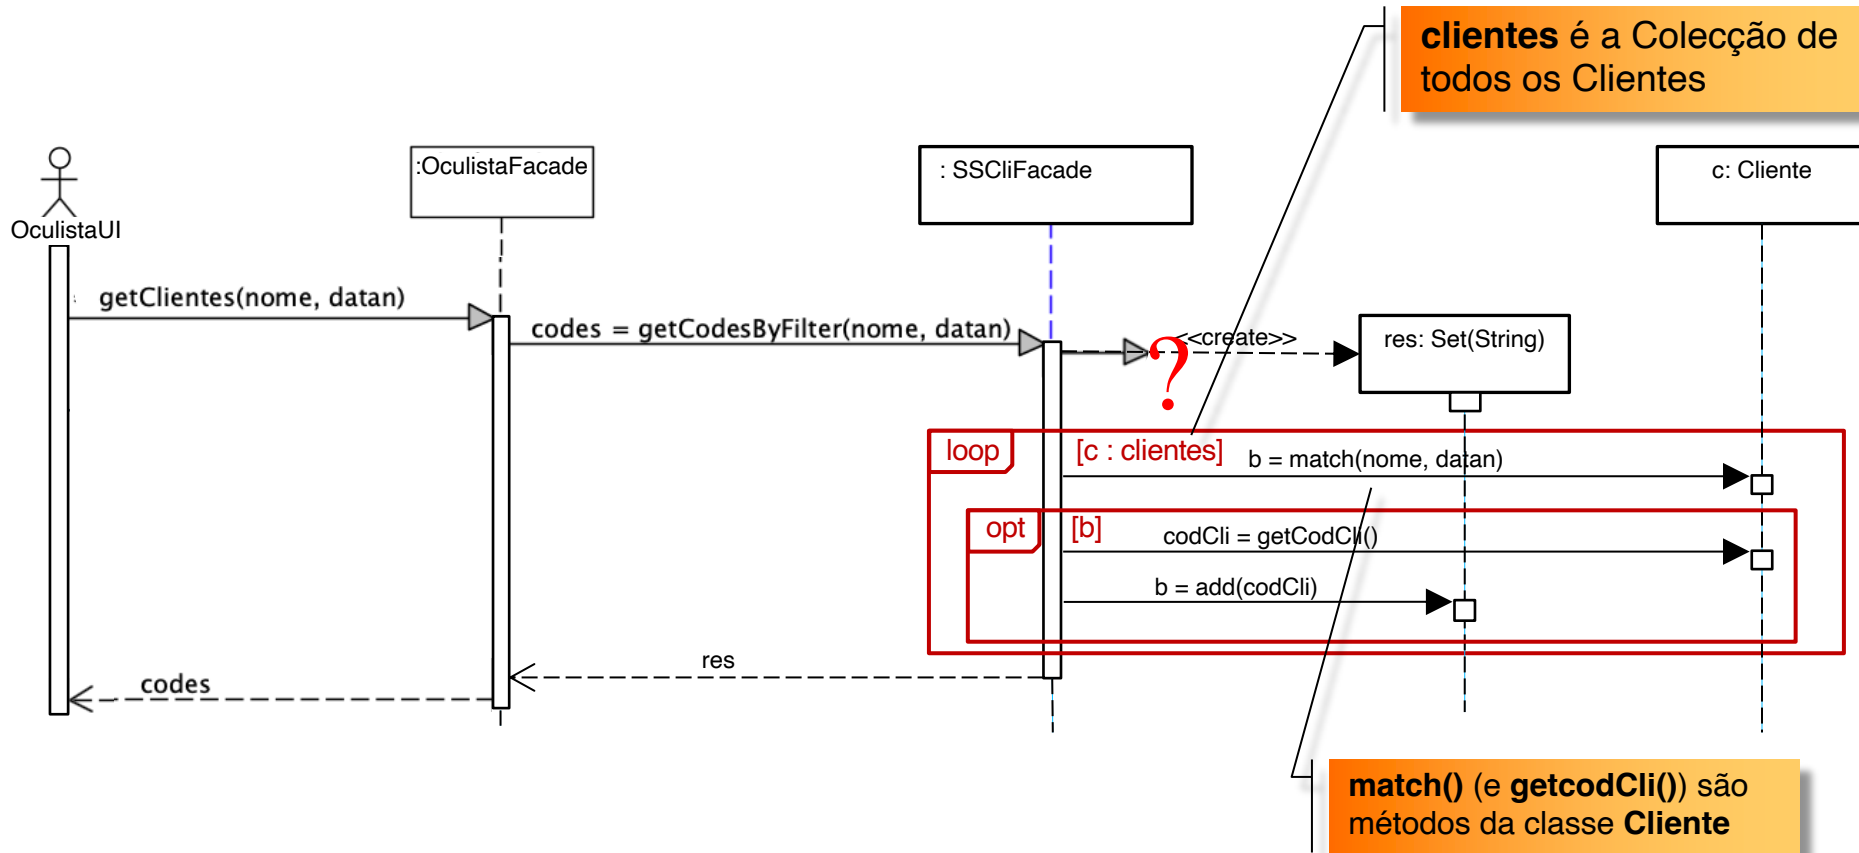 clientes é a Colecção de
todos os Clientes
:OculistaFacade
: SSCliFacade
c: Cliente
OculistaUI
getClientes(nome, datan)
codes = getCodesByFilter(nome, datan)
?
<<create>>
res: Set(String)
loop
[c : clientes]
b = match(nome, datan)
opt
[b]
codCli = getCodCli()
b = add(codCli)
res
codes
match() (e getcodCli()) são
métodos da classe Cliente